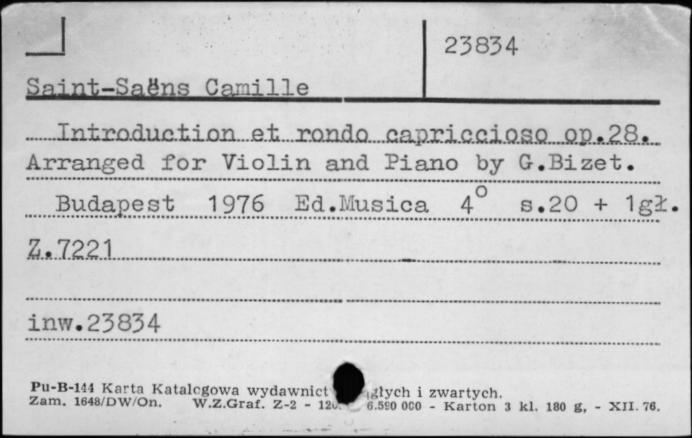 23834
Saint-Saëns Camille
Introduction et rondo capriccioso op.28.
Arranged for Violin and Piano by G.Bizet.
Budapest 1976 Ed.Musica 4° s.20 + 1gł.
Z.7221
inw.23834
Pu-B-144 Karta Katalogowa wydawnict głych i zwartych.
Zam. 1648/DW/On. W.Z.Graf. Z-2 - 120. 6.590 000 - Karton 3 kl. 180 g, - XII. 76.